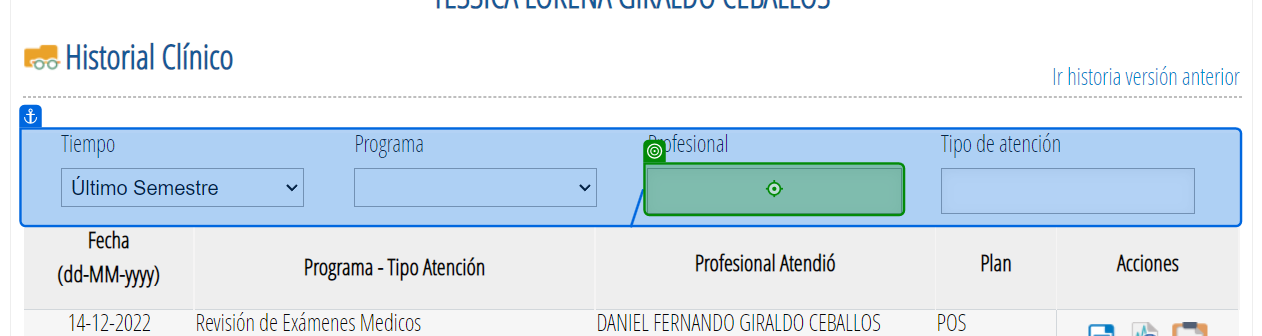 YESSICA LORENA GIRALDO CEBALLOS
Historial Clínico
Ir historia versión anterior
Tiempo Programa Profesional Tipo de atención
Último Semestre
Fecha
(dd-MM-yyyy) Programa - Tipo Atención Profesional Atendió Plan Acciones
14-12-2022 Revisión de Exámenes Medicos DANIEL FERNANDO GIRALDO CEBALLOS POS